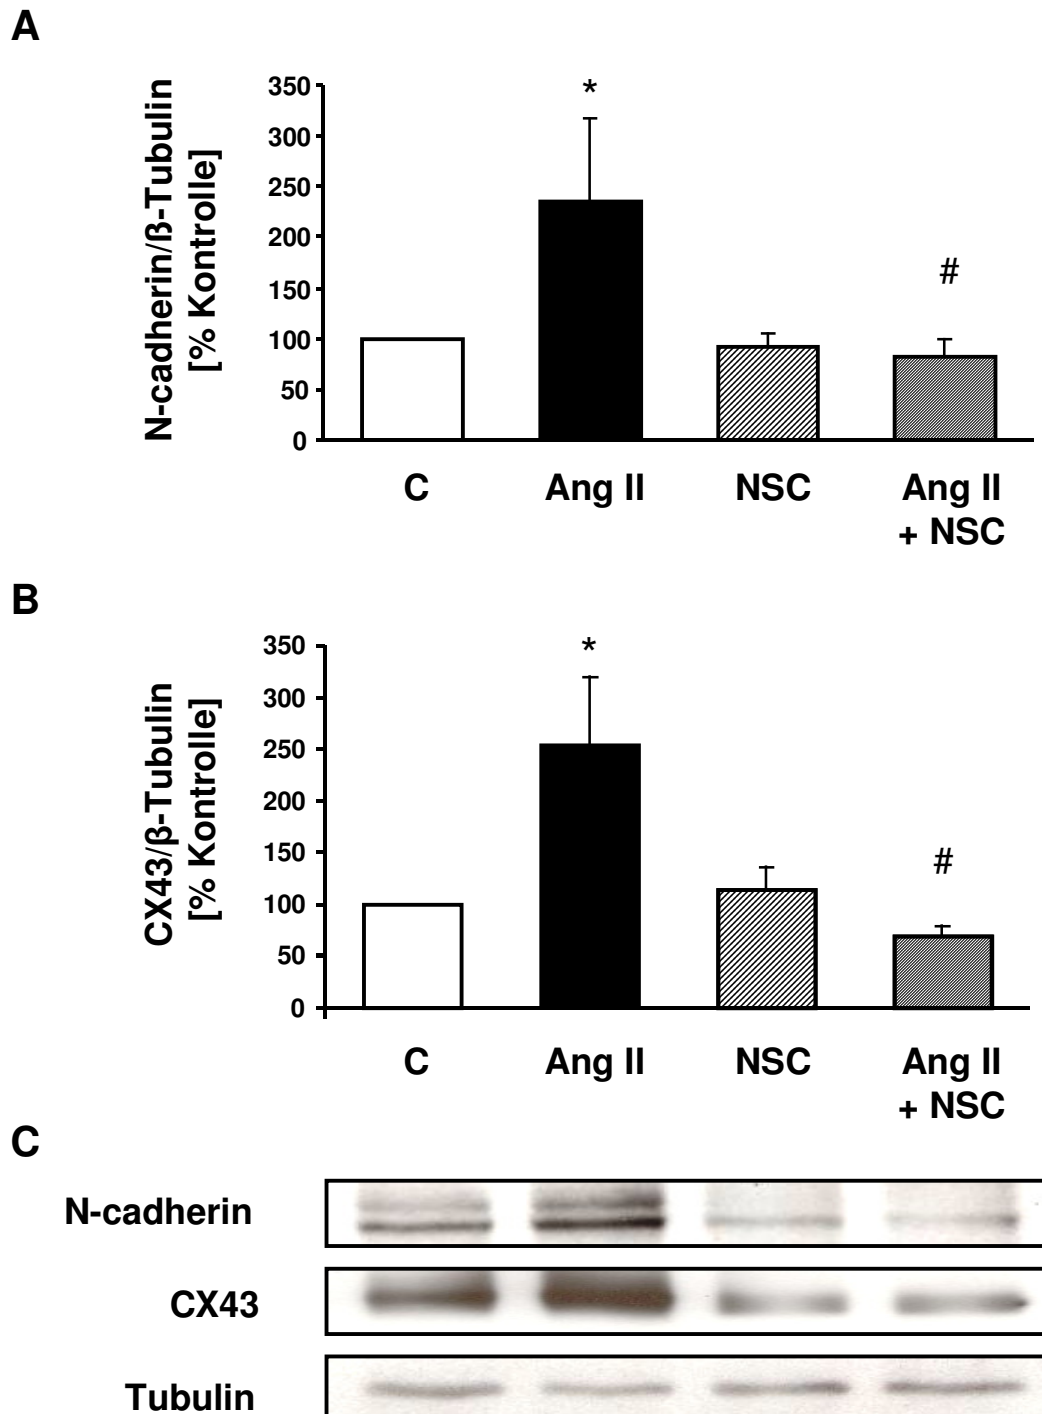 A
N-cadherin/ß-Tubulin
[% Kontrolle]
350
300
250
200
150
100
50
0
*
#
C Ang II NSC Ang II
+ NSC
B
CX43/β-Tubulin
[% Kontrolle]
350
300
250
200
150
100
50
0
*
#
C Ang II NSC Ang II
+ NSC
C
N-cadherin
CX43
Tubulin